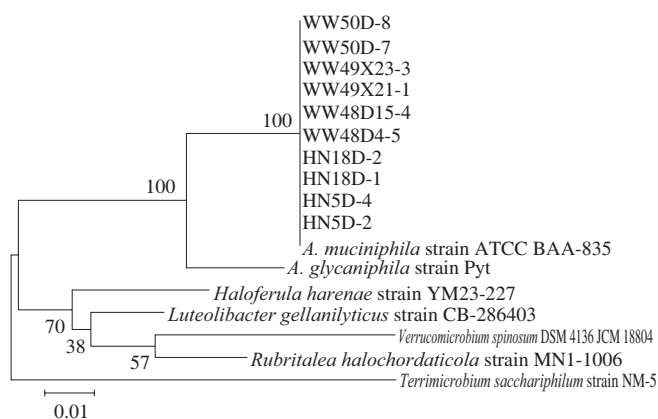 WW50D-8
WW50D-7
WW49X23-3
WW49X21-1
100
WW48D15-4
WW48D4-5
HN18D-2
HN18D-1
100
HN5D-4
HN5D-2
A. muciniphila strain ATCC BAA-835
A. glycaniphila strain Pyt
Haloferula harenae strain YM23-227
Luteolibacter gellanilyticus strain CB-286403
70
Verrucomicrobium spinosum DSM 4136 JCM 18804
38
57
Rubritalea halochordaticola strain MN1-1006
Terrimicrobium sacchariphilum strain NM-5
0.01